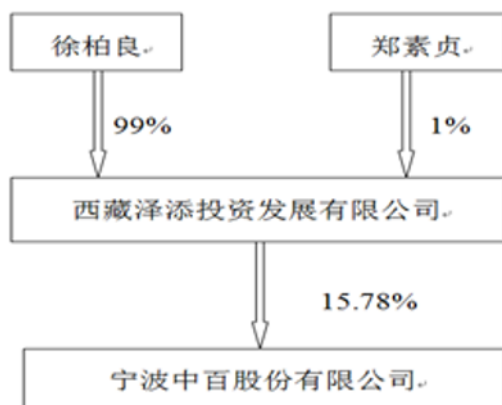 徐柏良
郑素贞
99%
1%
西藏泽添投资发展有限公司
15.78%
宁波中百股份有限公司